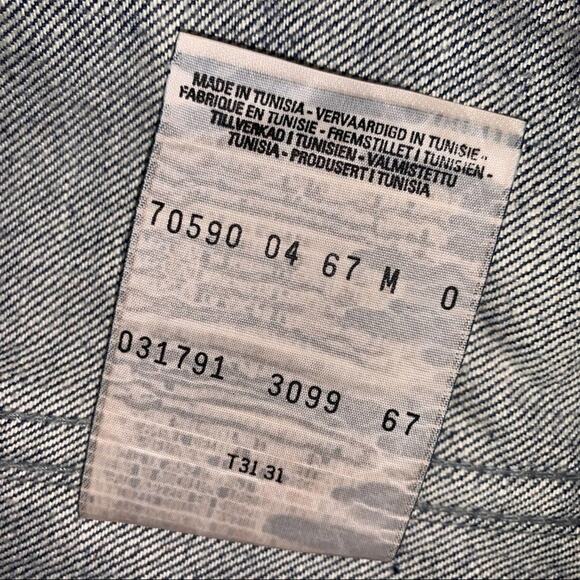 MADE IN TUNISIA - VERVAARDIGD IN TUNISIE -
FABRIQUE EN TUNISIE - FREMSTILLET I TUNISIEN -
TILLVERKAD I TUNISIEN - VALMISTETTU
TUNISIA - PRODUSERT I TUNISIA
70590 04 67 M 0
031791 3099 67
T31 31